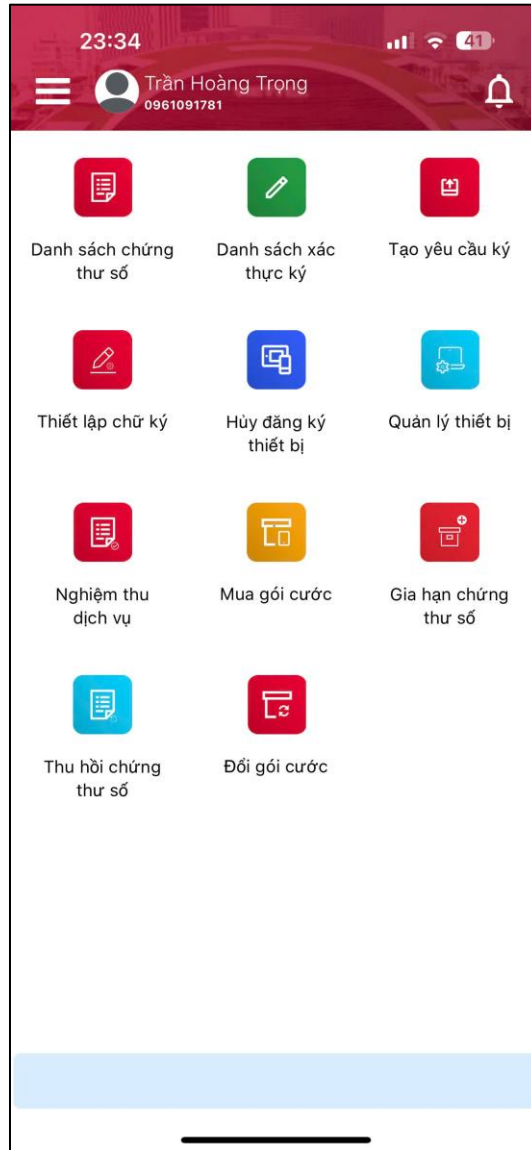 23:34
41
Trần Hoàng Trọng
0961091781
Danh sách chứng
thư số
Danh sách xác
thực ký
Tạo yêu cầu ký
Thiết lập chữ ký
Hủy đăng ký
thiết bị
Quản lý thiết bị
Nghiệm thu
dịch vụ
Mua gói cước
Gia hạn chứng
thư số
Thu hồi chứng
thư số
Đổi gói cước